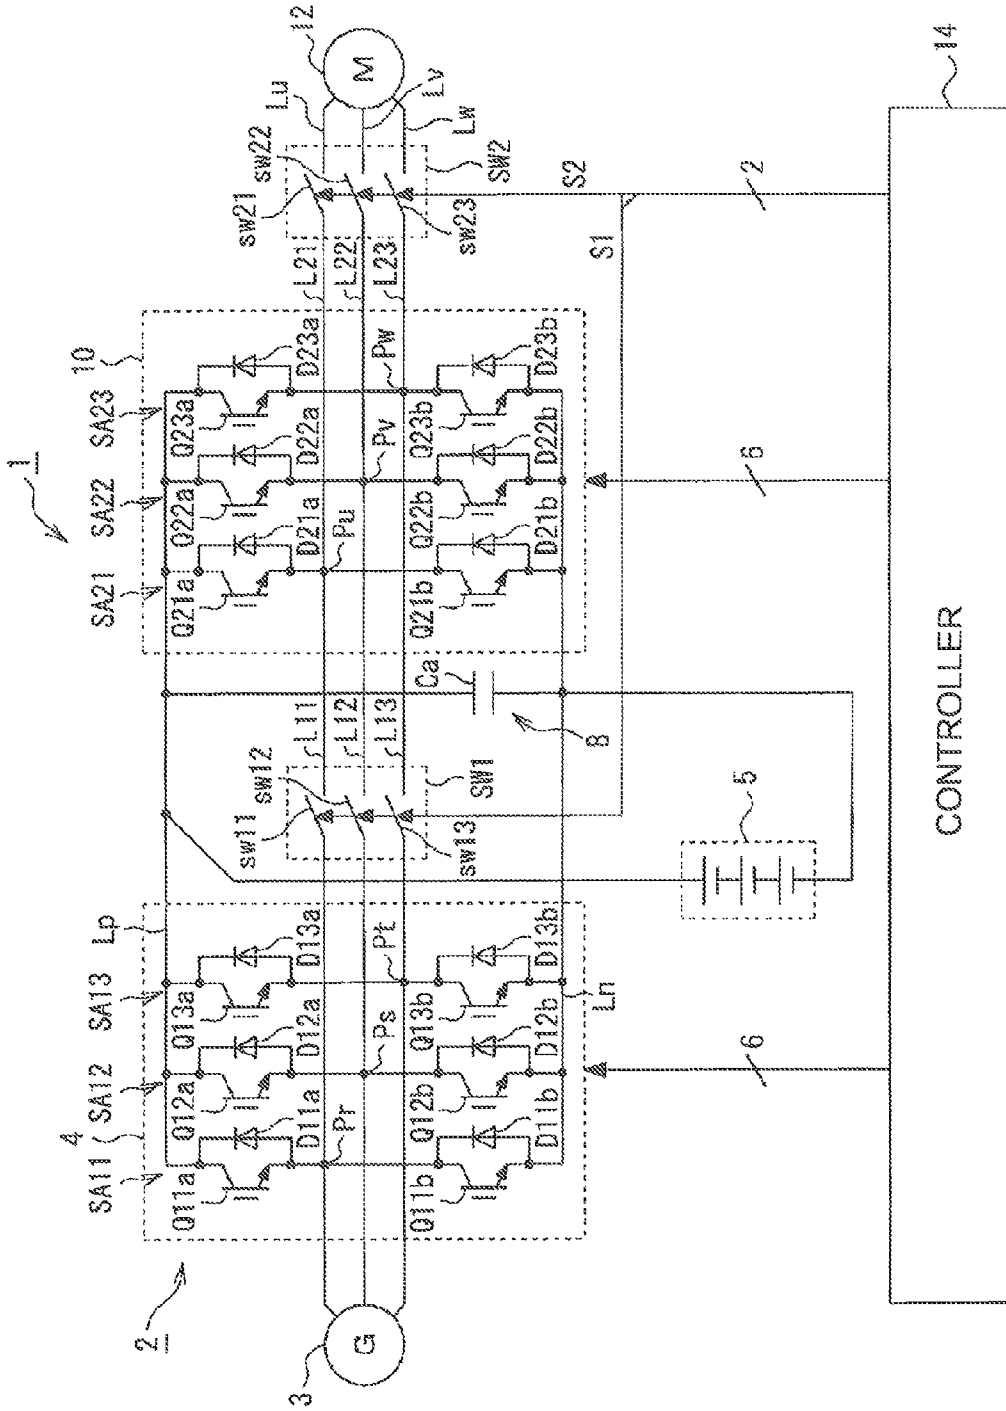 1
2
3
G
4
SA11
SA12
SA13
Lp
Q11a
D11a
Q12a
D12a
Q13a
D13a
Pr
Ps
Pt
Q11b
D11b
Q12b
D12b
Q13b
D13b
Ln
sw11
sw12
sw13
SW1
L11
L12
L13
Ca
8
5
10
SA21
SA22
SA23
Q21a
D21a
Q22a
D22a
Q23a
D23a
Pu
Pv
Pw
Q21b
D21b
Q22b
D22b
Q23b
D23b
L21
L22
L23
sw21
sw22
sw23
SW2
Lu
Lv
Lw
12
M
S1
S2
6
6
2
CONTROLLER
14